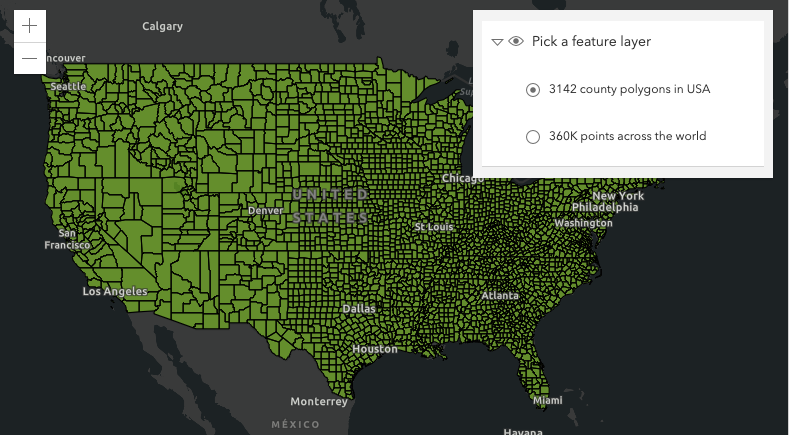 Calgary
ncouver
Seattle
Pick a feature layer
3142 county polygons in USA
360K points across the world
Chicago
New York
Philadelphia
Washington
UNITED
STATES
Denver
St Louis
San
Francisco
Los Angeles
Atlanta
Dallas
Houston
Monterrey
Miami
MÉXICO
Havana